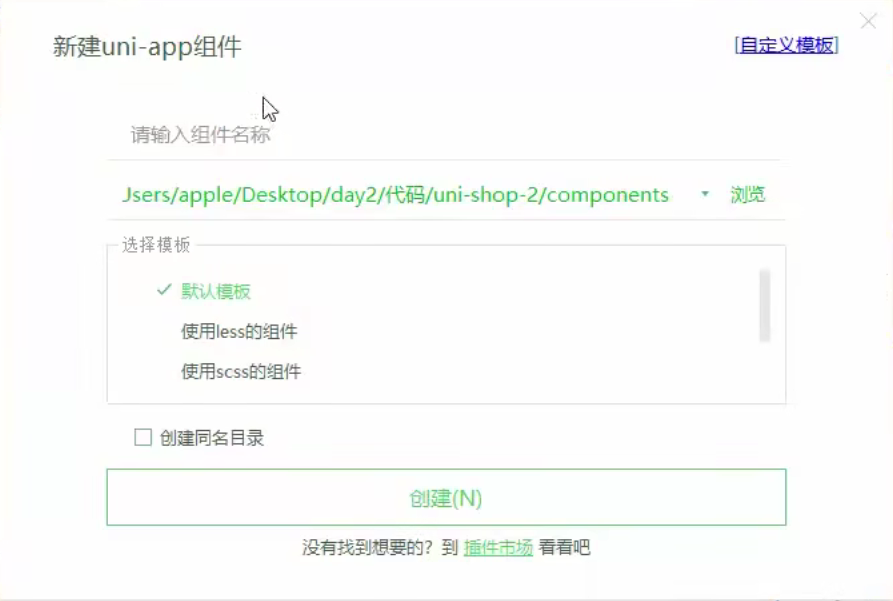 新建uni-app组件
[自定义模板]
请输入组件名称
Jsers/apple/Desktop/day2/代码/uni-shop-2/components
浏览
选择模板
默认模板
使用less的组件
使用scss的组件
创建同名目录
创建(N)
没有找到想要的？到 插件市场 看看吧